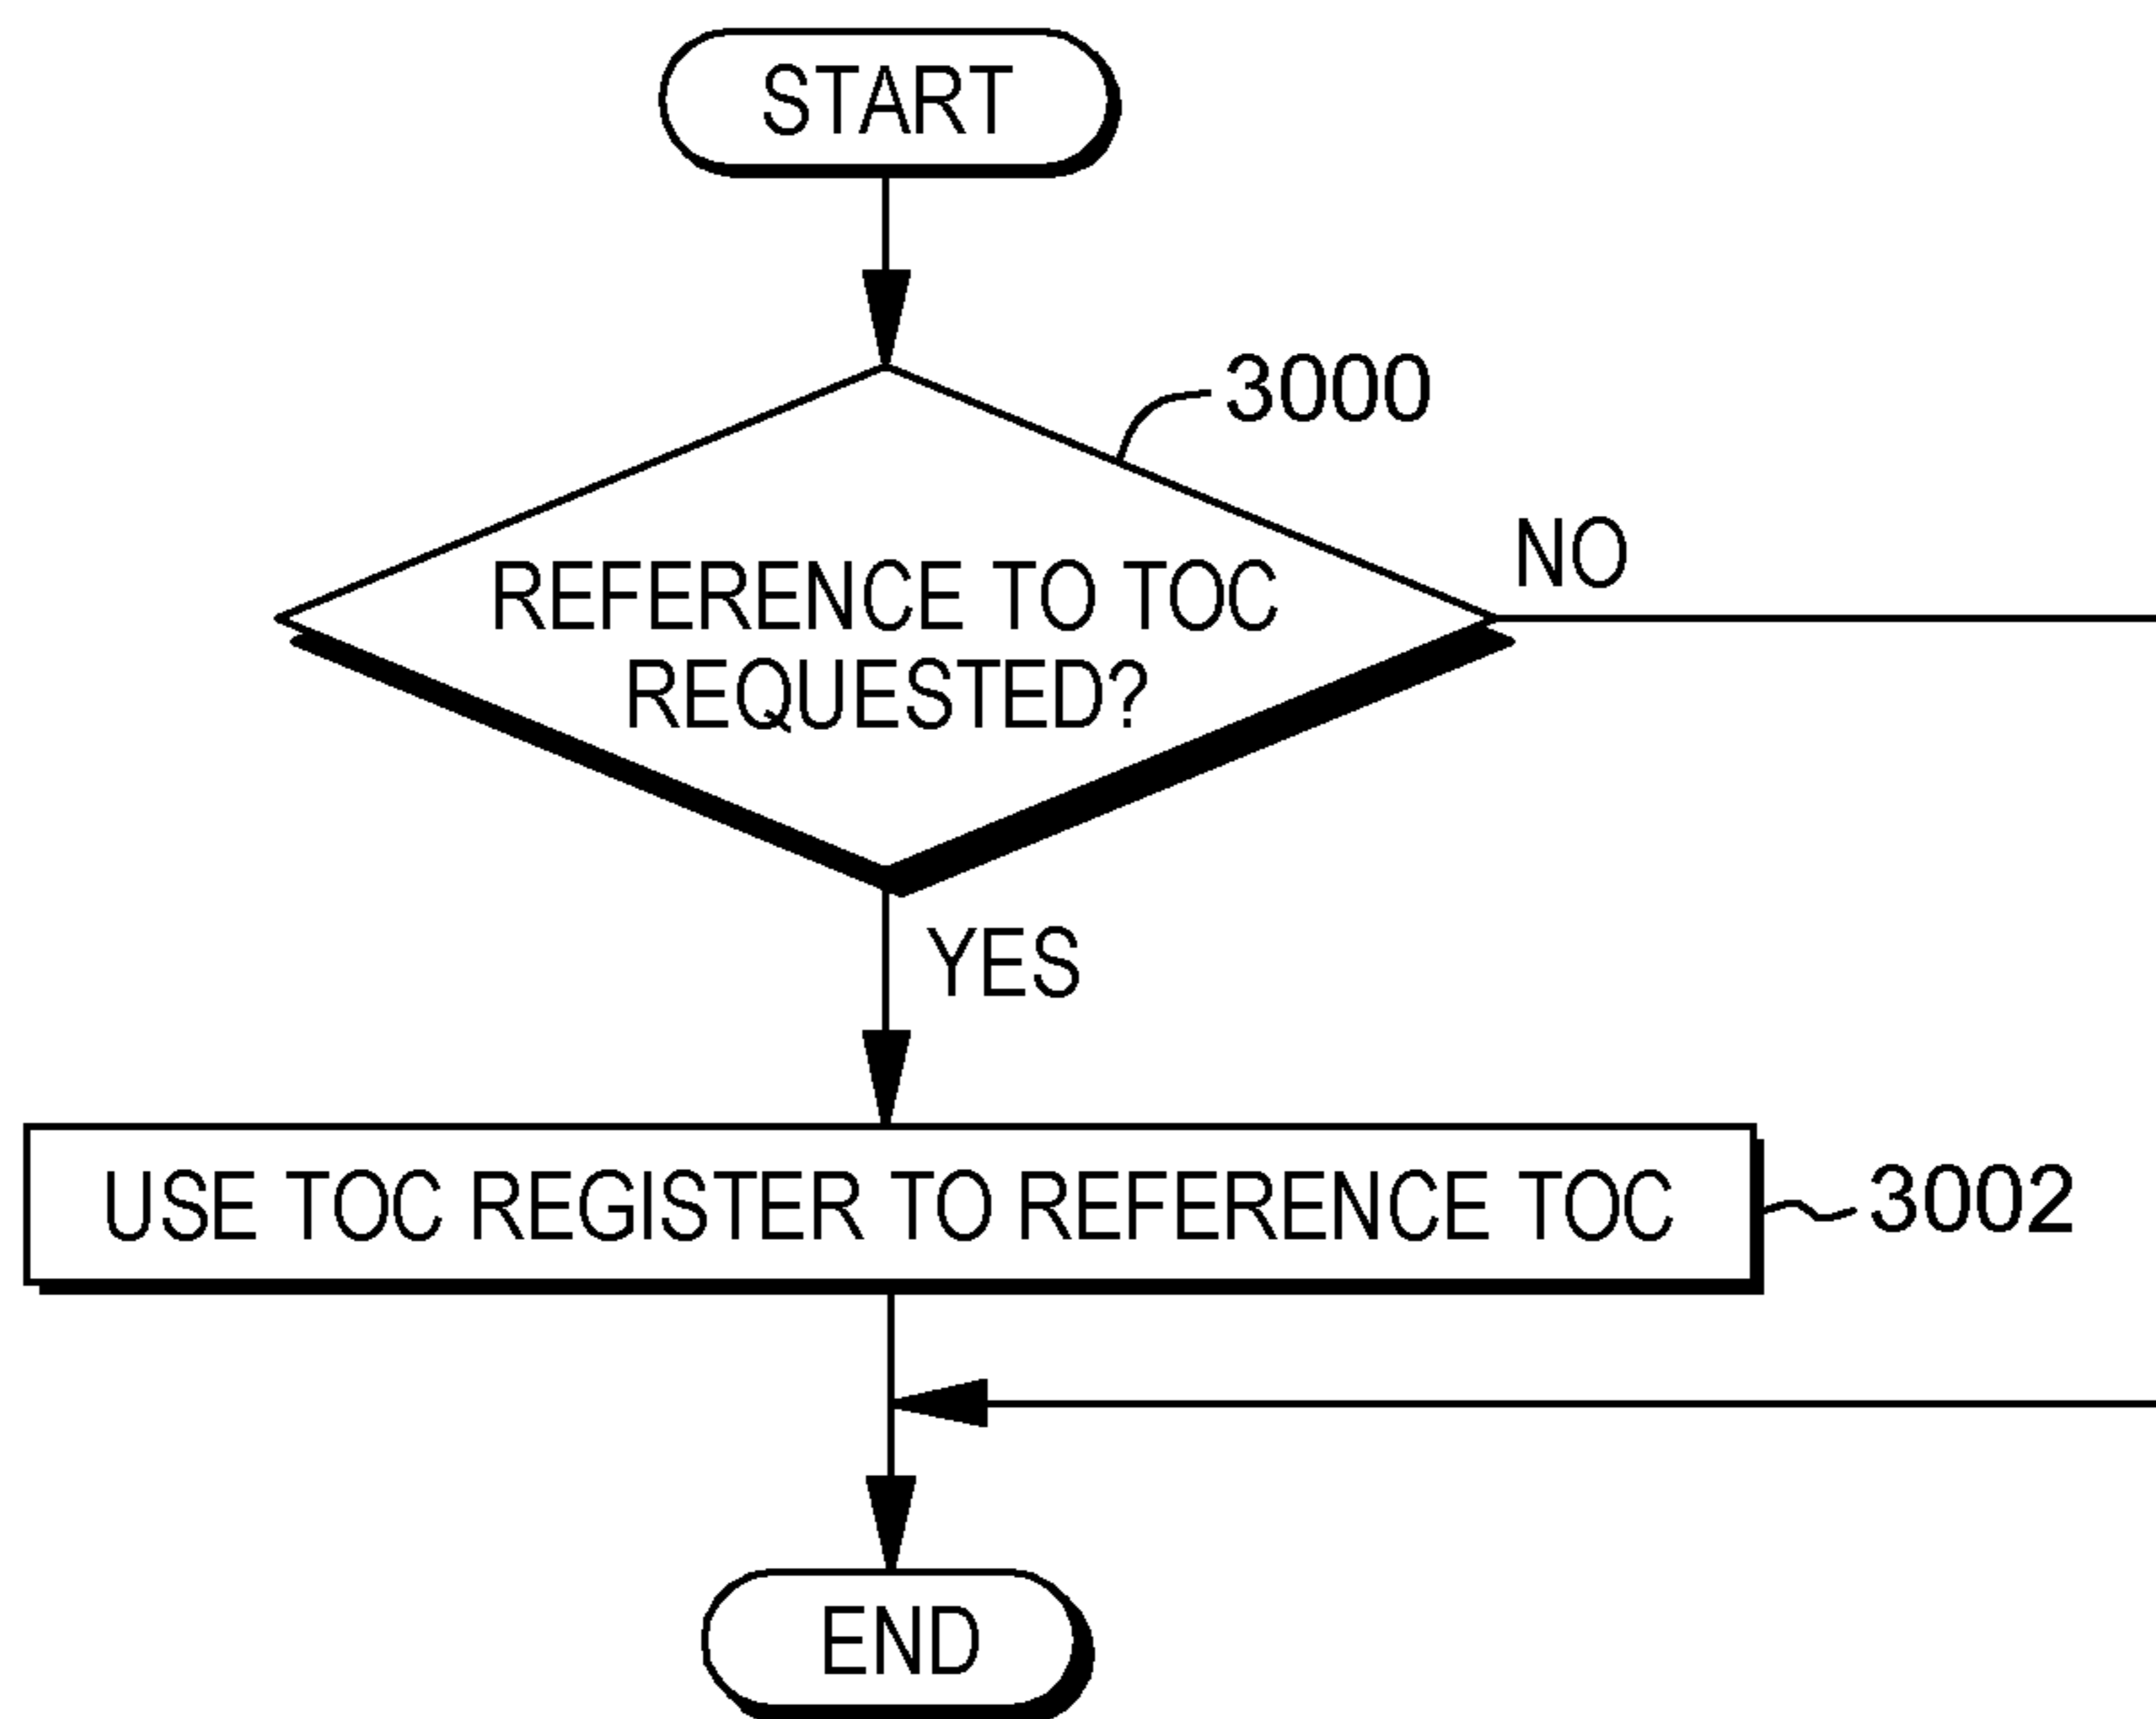 START
3000
NO
REFERENCE TO TOC
REQUESTED?
YES
USE TOC REGISTER TO REFERENCE TOC
3002
END